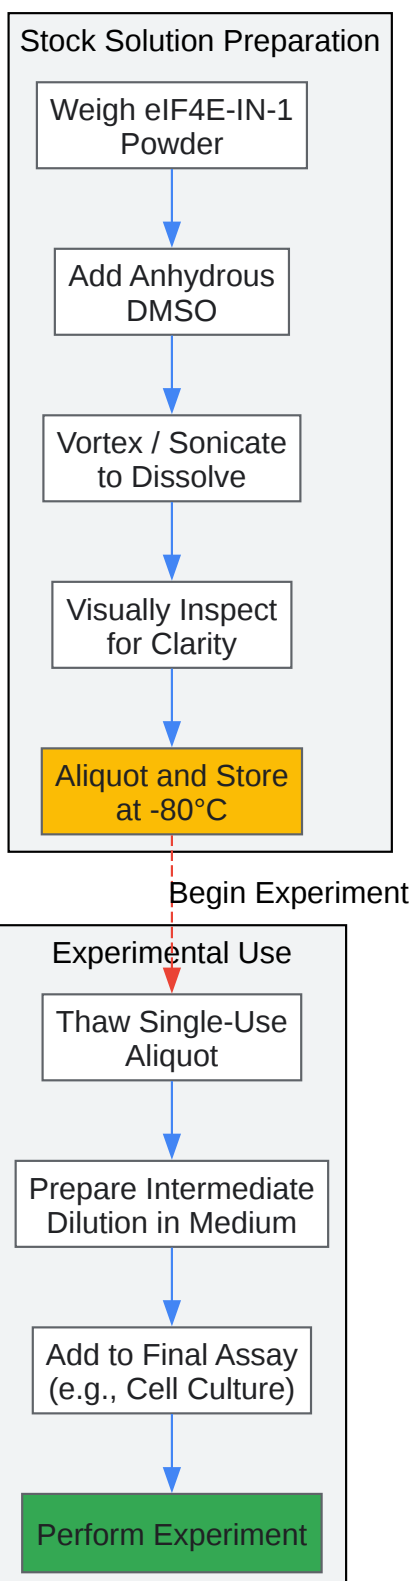 Stock Solution Preparation
Weigh eIF4E-IN-1
Powder
Add Anhydrous
DMSO
Vortex / Sonicate
to Dissolve
Visually Inspect
for Clarity
Aliquot and Store
at -80°C
Begin Experiment
Experimental Use
Thaw Single-Use
Aliquot
Prepare Intermediate
Dilution in Medium
Add to Final Assay
(e.g., Cell Culture)
Perform Experiment